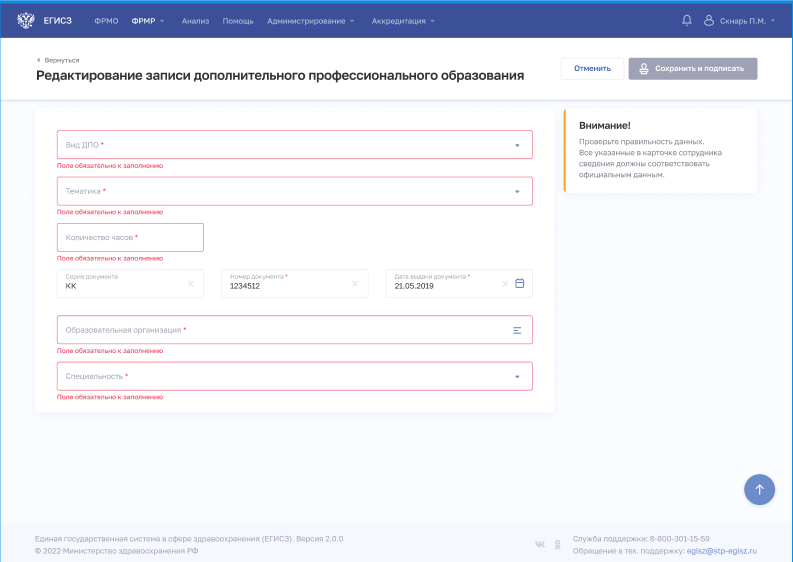 ЕГИСЗ ФРМО ФРМР Анализ Помощь Администрирование Аккредитация Скнарь П.М.
Вернуться
Редактирование записи дополнительного профессионального образования
Отменить
Сохранить и подписать
Вид ДПО *
Поле обязательно к заполнению
Тематика *
Поле обязательно к заполнению
Количество часов *
Поле обязательно к заполнению
Серия документа
КК
Номер документа *
1234512
Дата выдачи документа *
21.05.2019
Образовательная организация *
Поле обязательно к заполнению
Специальность *
Поле обязательно к заполнению
Внимание!
Проверьте правильность данных.
Все указанные в карточке сотрудника
сведения должны соответствовать
официальным данным.
Единая государственная система в сфере здравоохранения (ЕГИСЗ). Версия 2.0.0
© 2022 Министерство здравоохранения РФ
Служба поддержки: 8-800-301-15-59
Обращение в тех. поддержку: egisz@stp-egisz.ru